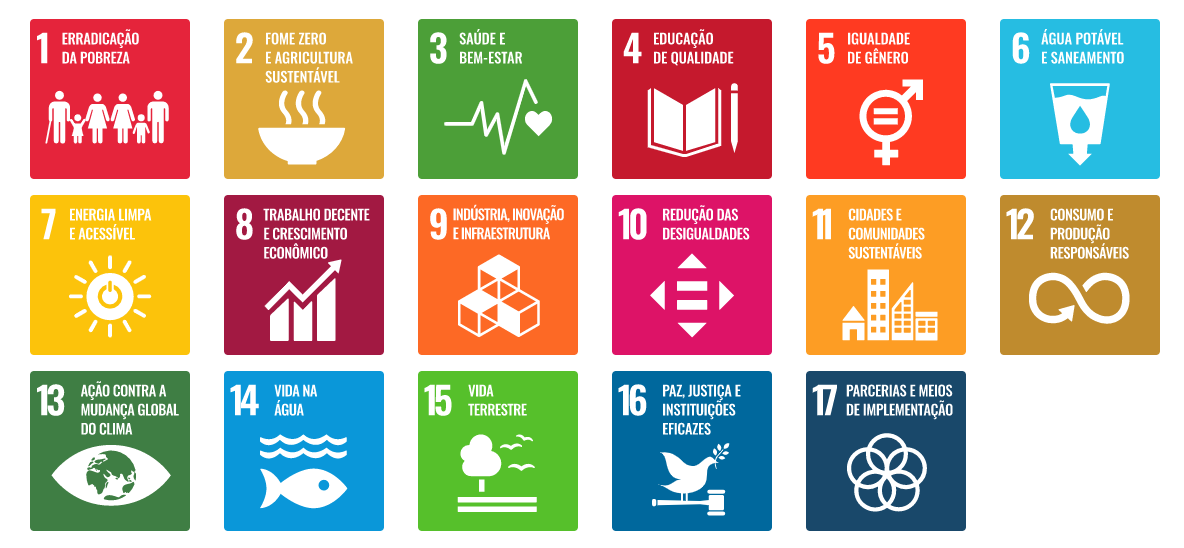 1 ERRADICAÇÃO
DA POBREZA
2 FOME ZERO
E AGRICULTURA
SUSTENTÁVEL
3 SAÚDE E
BEM-ESTAR
4 EDUCAÇÃO
DE QUALIDADE
5 IGUALDADE
DE GÊNERO
6 ÁGUA POTÁVEL
E SANEAMENTO
7 ENERGIA LIMPA
E ACESSÍVEL
8 TRABALHO DECENTE
E CRESCIMENTO
ECONÔMICO
9 INDÚSTRIA, INOVAÇÃO
E INFRAESTRUTURA
10 REDUÇÃO DAS
DESIGUALDADES
11 CIDADES E
COMUNIDADES
SUSTENTÁVEIS
12 CONSUMO E
PRODUÇÃO
RESPONSÁVEIS
13 AÇÃO CONTRA A
MUDANÇA GLOBAL
DO CLIMA
14 VIDA NA
ÁGUA
15 VIDA
TERRESTRE
16 PAZ, JUSTIÇA E
INSTITUIÇÕES
EFICAZES
17 PARCERIAS E MEIOS
DE IMPLEMENTAÇÃO